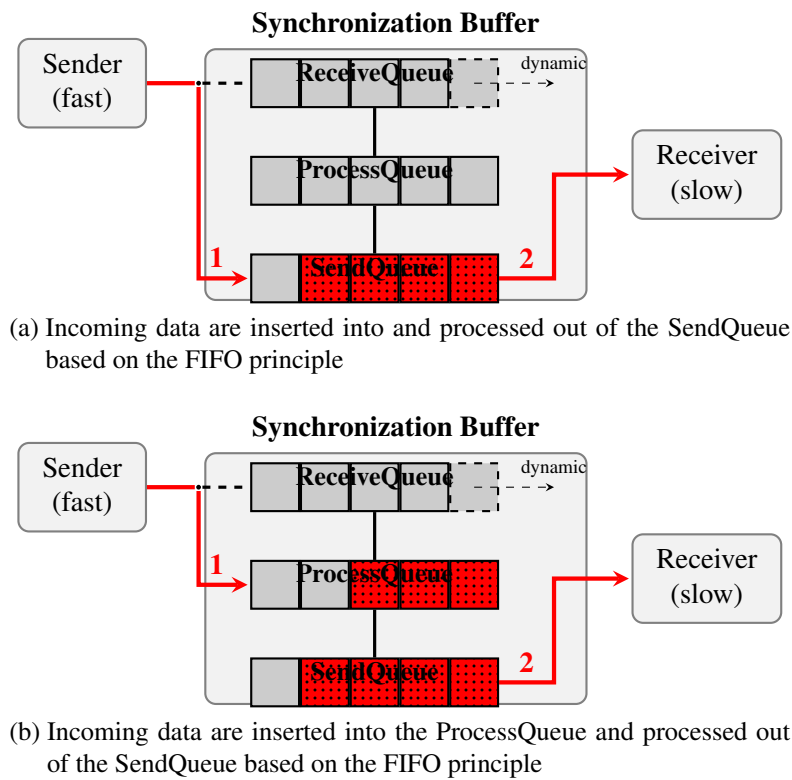 Synchronization Buffer
Sender
(fast)
ReceiveQueue
dynamic
ProcessQueue
Receiver
(slow)
1
SendQueue
2
(a) Incoming data are inserted into and processed out of the SendQueue
based on the FIFO principle
Synchronization Buffer
Sender
(fast)
ReceiveQueue
dynamic
1
ProcessQueue
Receiver
(slow)
SendQueue
2
(b) Incoming data are inserted into the ProcessQueue and processed out
of the SendQueue based on the FIFO principle